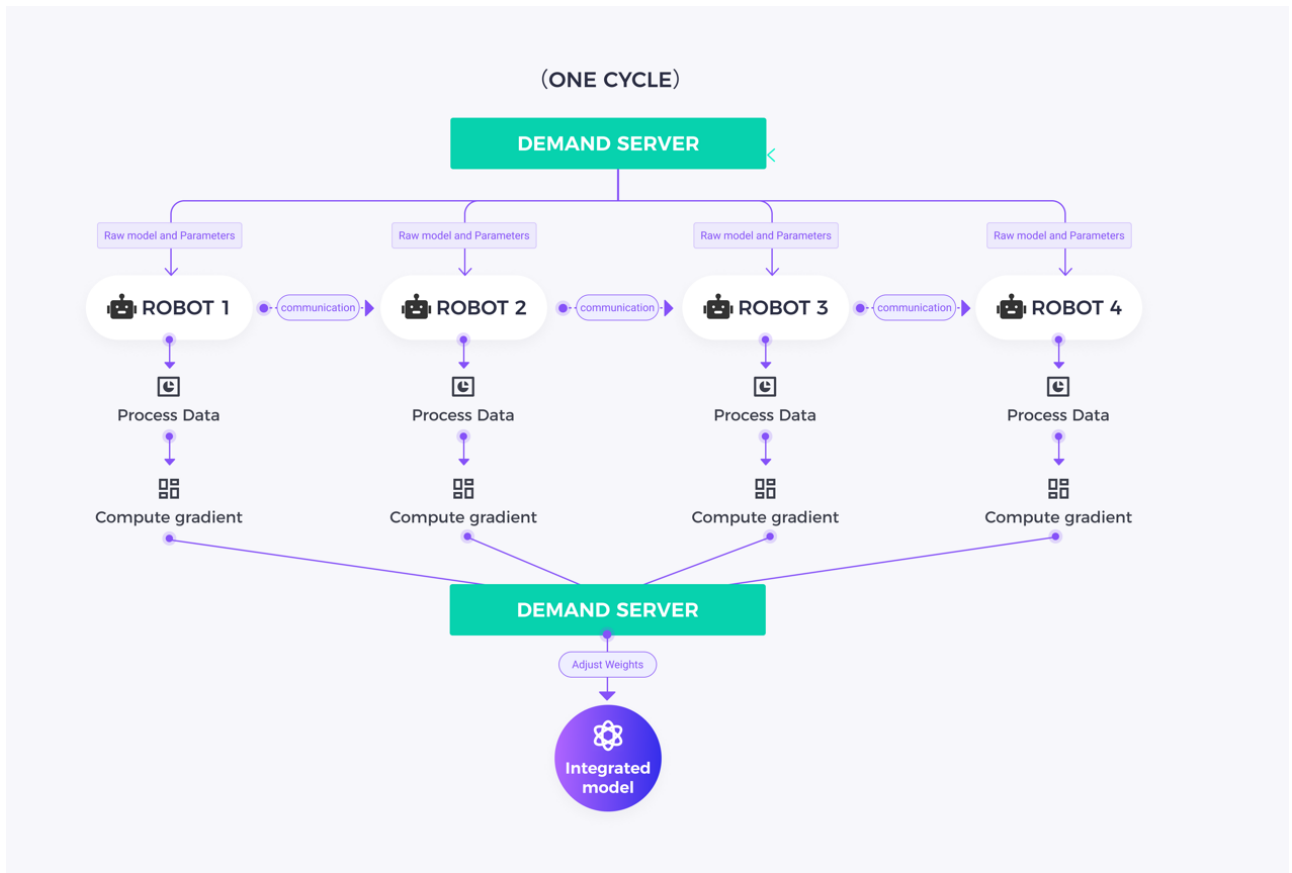 (ONE CYCLE)
DEMAND SERVER
Raw model and Parameters
Raw model and Parameters
Raw model and Parameters
Raw model and Parameters
ROBOT 1
communication
ROBOT 2
communication
ROBOT 3
communication
ROBOT 4
Process Data
Process Data
Process Data
Process Data
Compute gradient
Compute gradient
Compute gradient
Compute gradient
DEMAND SERVER
Adjust Weights
Integrated
model